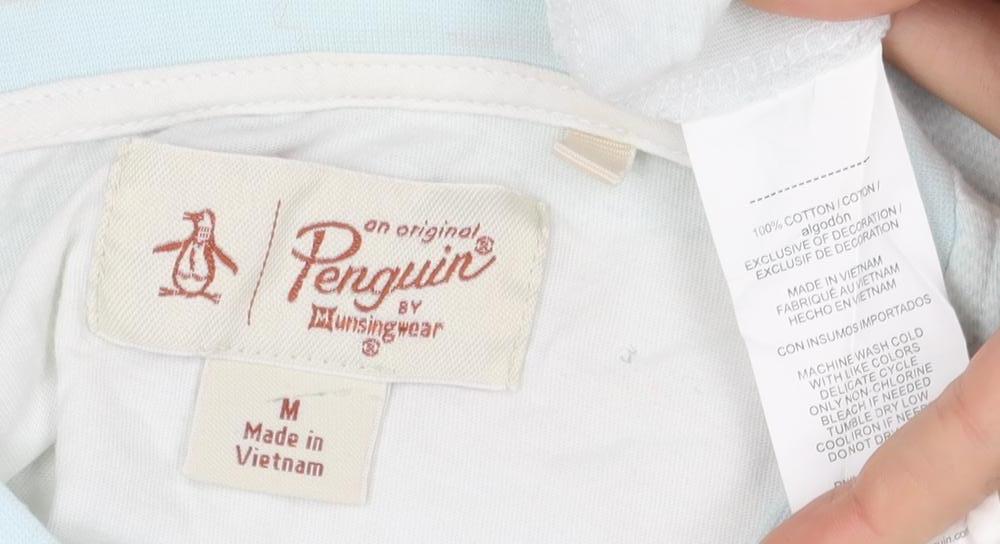 an original
Penguin®
BY
Munsingwear
®
M
Made in
Vietnam
100% COTTON / COTON /
algodón
EXCLUSIVE OF DECORATION /
EXCLUSIF DE DECORATION
MADE IN VIETNAM
FABRIQUÉ AU VIETNAM
HECHO EN VIETNAM
CON INSUMOS IMPORTADOS
MACHINE WASH COLD
WITH LIKE COLORS
DELICATE CYCLE
ONLY NON-CHLORINE
BLEACH IF NEEDED
TUMBLE DRY LOW
COOL IRON IF
DO NOT